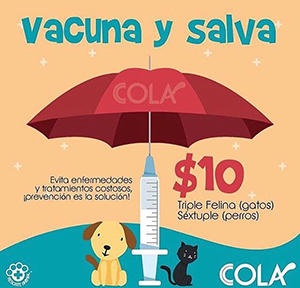 vacuna y salva
COLA
Evita enfermedades
y tratamientos costosos,
¡prevención es la solución!
$10
Triple Felina (gatos)
Séxtuple (perros)
COLA